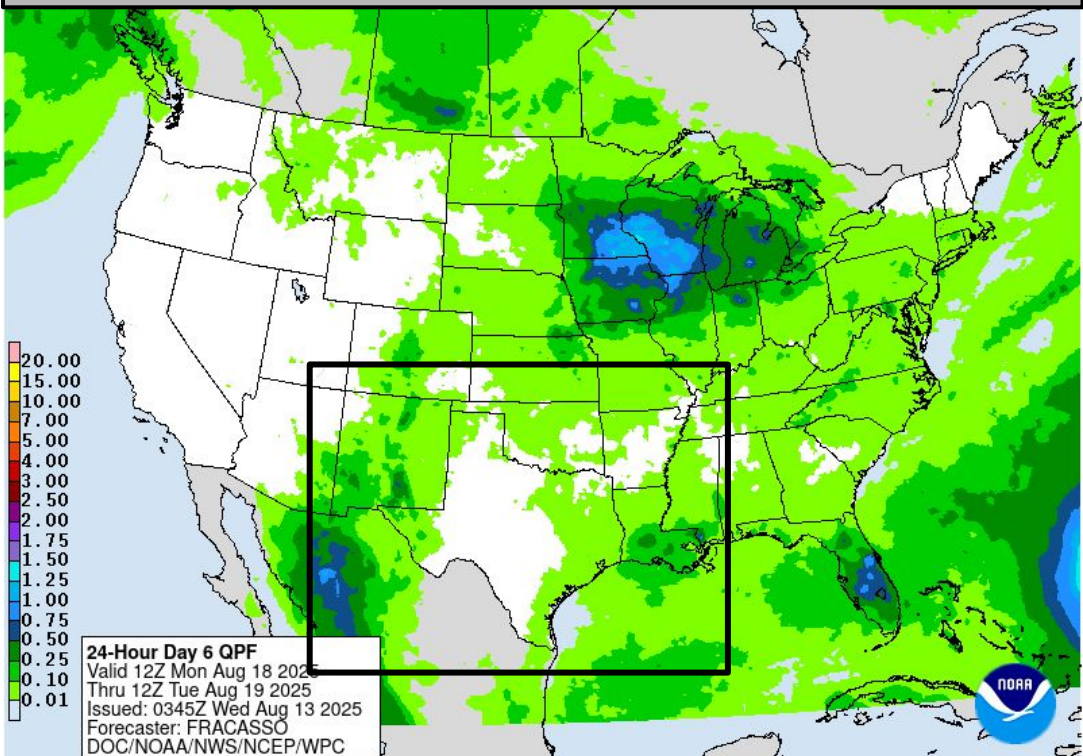 20.00
15.00
10.00
7.00
5.00
4.00
3.00
2.50
2.00
1.75
1.50
1.25
1.00
0.75
0.50
0.25
0.10
0.01
24-Hour Day 6 QPF
Valid 12Z Mon Aug 18 2025
Thru 12Z Tue Aug 19 2025
Issued: 0345Z Wed Aug 13 2025
Forecaster: FRACASSO
DOC/NOAA/NWS/NCEP/WPC
NOAA